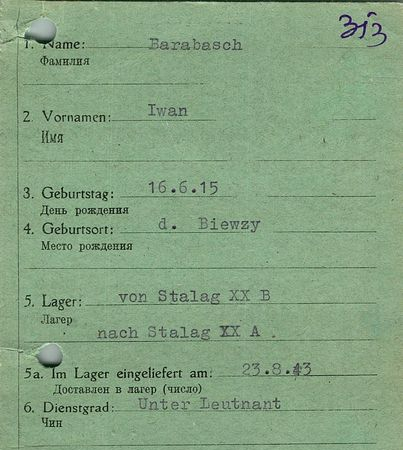 313
1. Name: Barabasch
Фамилия
2. Vornamen: Iwan
Имя
3. Geburtstag: 16.6.15
День рождения
4. Geburtsort: d. Biewzy
Место рождения
5. Lager: von Stalag XX B
Лагер
nach Stalag XX A.
5a. Im Lager eingeliefert am: 23.8.43
Доставлен в лагер (число)
6. Dienstgrad: Unter Leutnant
Чин